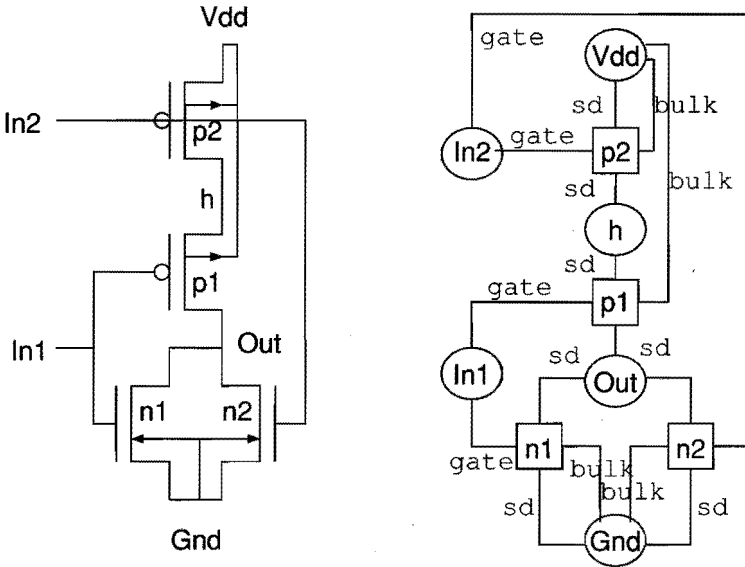 Vdd
In2
p2
h
p1
In1
Out
n1
n2
Gnd
gate
Vdd
sd
bulk
In2
gate
p2
sd
bulk
h
sd
gate
p1
In1
sd
sd
Out
n1
n2
gate
bulk
bulk
sd
sd
Gnd